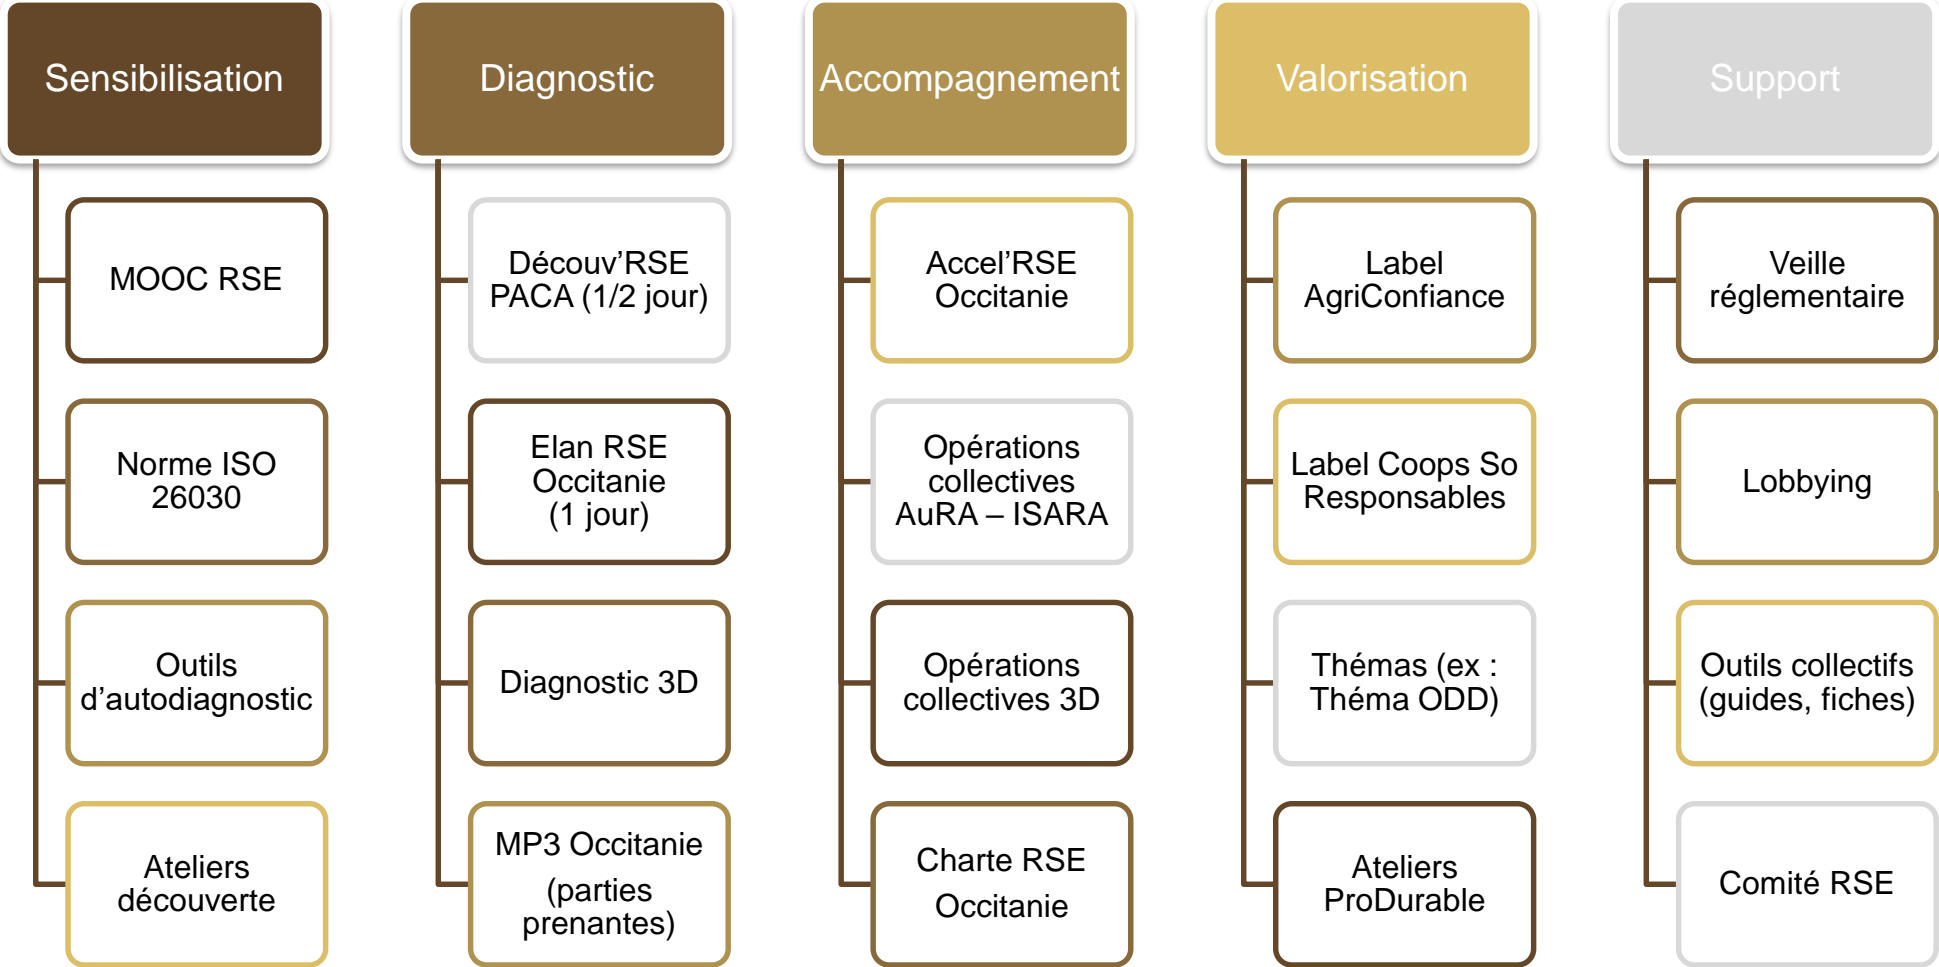 Sensibilisation
MOOC RSE
Norme ISO
26030
Outils
d’autodiagnostic
Ateliers
découverte
Diagnostic
Découv’RSE
PACA (1/2 jour)
Elan RSE
Occitanie
(1 jour)
Diagnostic 3D
MP3 Occitanie
(parties
prenantes)
Accompagnement
Accel’RSE
Occitanie
Opérations
collectives
AuRA – ISARA
Opérations
collectives 3D
Charte RSE
Occitanie
Valorisation
Label
AgriConfiance
Label Coops So
Responsables
Thémas (ex :
Théma ODD)
Ateliers
ProDurable
Support
Veille
réglementaire
Lobbying
Outils collectifs
(guides, fiches)
Comité RSE